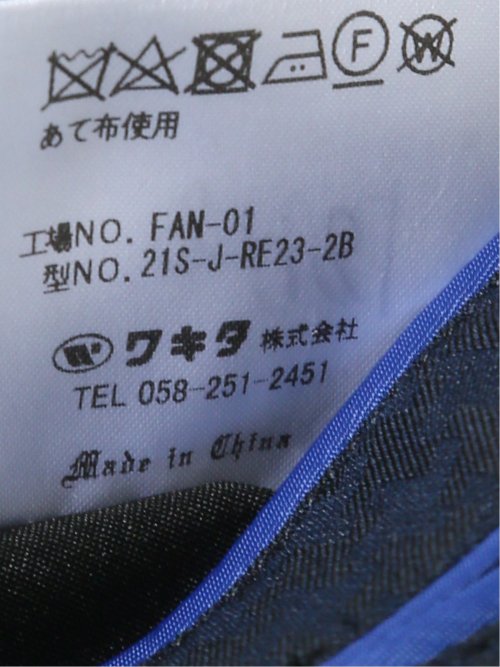 F W
あて布使用
工場NO. FAN-01
型NO. 21S-J-RE23-2B
W ワキタ 株式会社
TEL 058-251-2451
Made in China